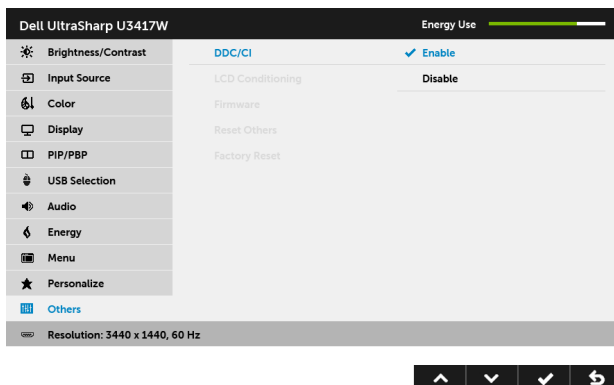 Dell UltraSharp U3417W
Energy Use
Brightness/Contrast
DDC/CI
Enable
Input Source
LCD Conditioning
Disable
Color
Firmware
Display
Reset Others
PIP/PBP
Factory Reset
USB Selection
Audio
Energy
Menu
Personalize
Others
Resolution: 3440 x 1440, 60 Hz